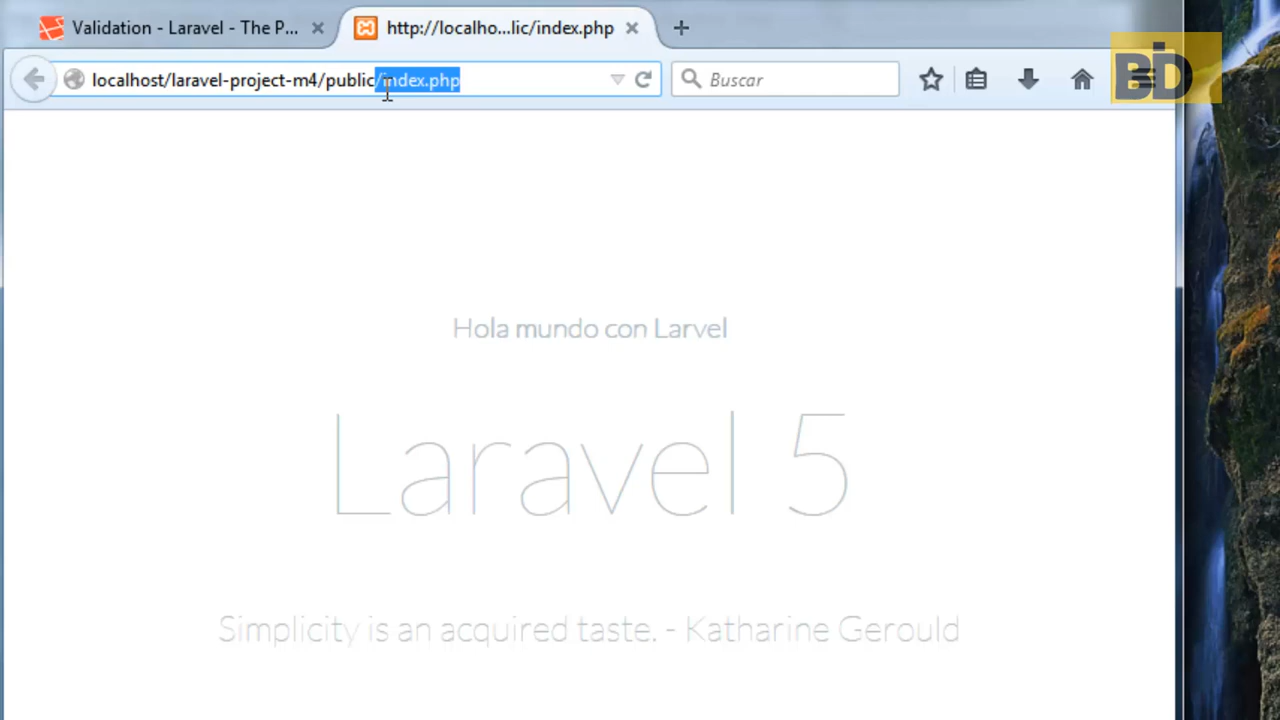 Validation - Laravel - The P...
http://localho...lic/index.php
localhost/laravel-project-m4/public/index.php
Buscar
BID
Hola mundo con Larvel
Laravel 5
Simplicity is an acquired taste. - Katharine Gerould